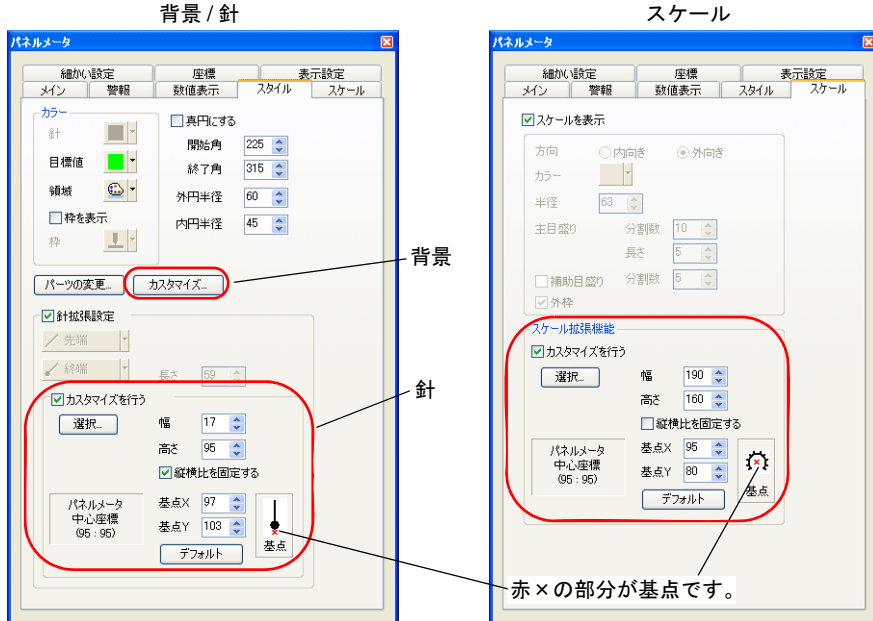 背景 / 針
パネルメータ
細かい設定 座標 表示設定
メイン 警報 数値表示 スタイル スケール
カラー
針
目標値
領域
枠を表示
枠
真円にする
開始角 225
終了角 315
外円半径 60
内円半径 45
パーツの変更... カスタマイズ...
背景
針拡張設定
先端
終端
長さ 59
カスタマイズを行う
針
選択...
幅 17
高さ 95
縦横比を固定する
パネルメータ
中心座標
(95 : 95)
基点X 97
基点Y 103
デフォルト
基点
スケール
パネルメータ
細かい設定 座標 表示設定
メイン 警報 数値表示 スタイル スケール
スケールを表示
方向 内向き 外向き
カラー
半径 63
主目盛り 分割数 10
長さ 5
補助目盛り 分割数 5
外枠
スケール拡張機能
カスタマイズを行う
選択...
幅 190
高さ 160
縦横比を固定する
パネルメータ
中心座標
(95 : 95)
基点X 95
基点Y 80
デフォルト
基点
赤×の部分が基点です。